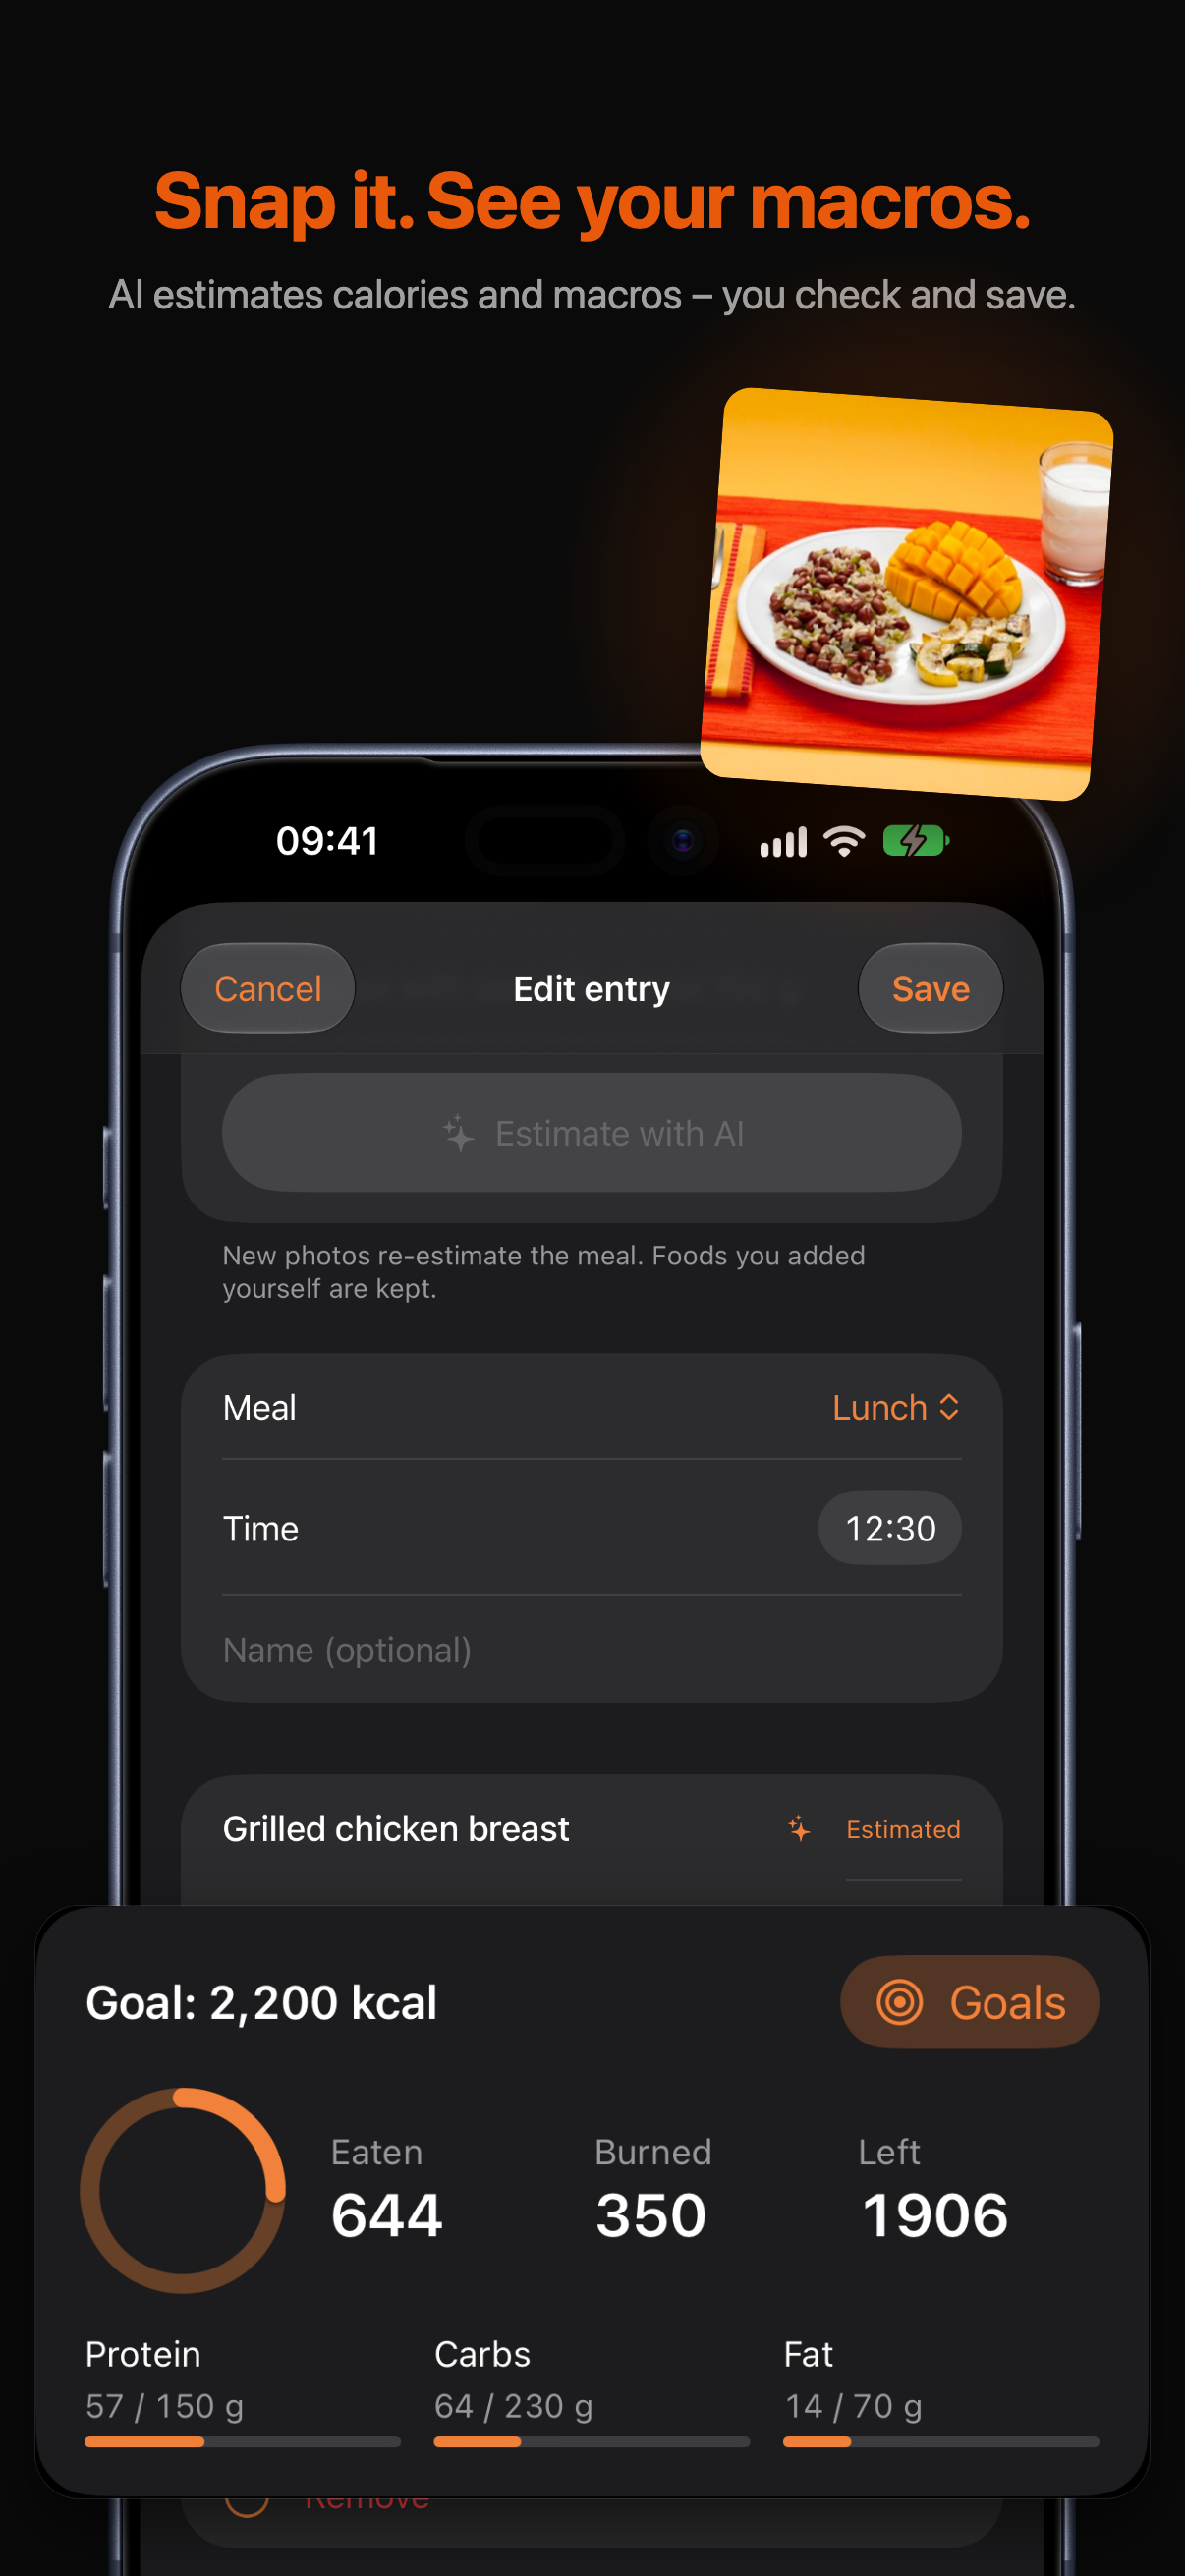 Snap it. See your macros.
AI estimates calories and macros – you check and save.
09:41
Cancel
Edit entry
Save
Estimate with AI
New photos re-estimate the meal. Foods you added
yourself are kept.
Meal
Lunch
Time
12:30
Name (optional)
Grilled chicken breast
Estimated
Goal: 2,200 kcal
Goals
Eaten
Burned
Left
644
350
1906
Protein
Carbs
Fat
57 / 150 g
64 / 230 g
14 / 70 g
Remove